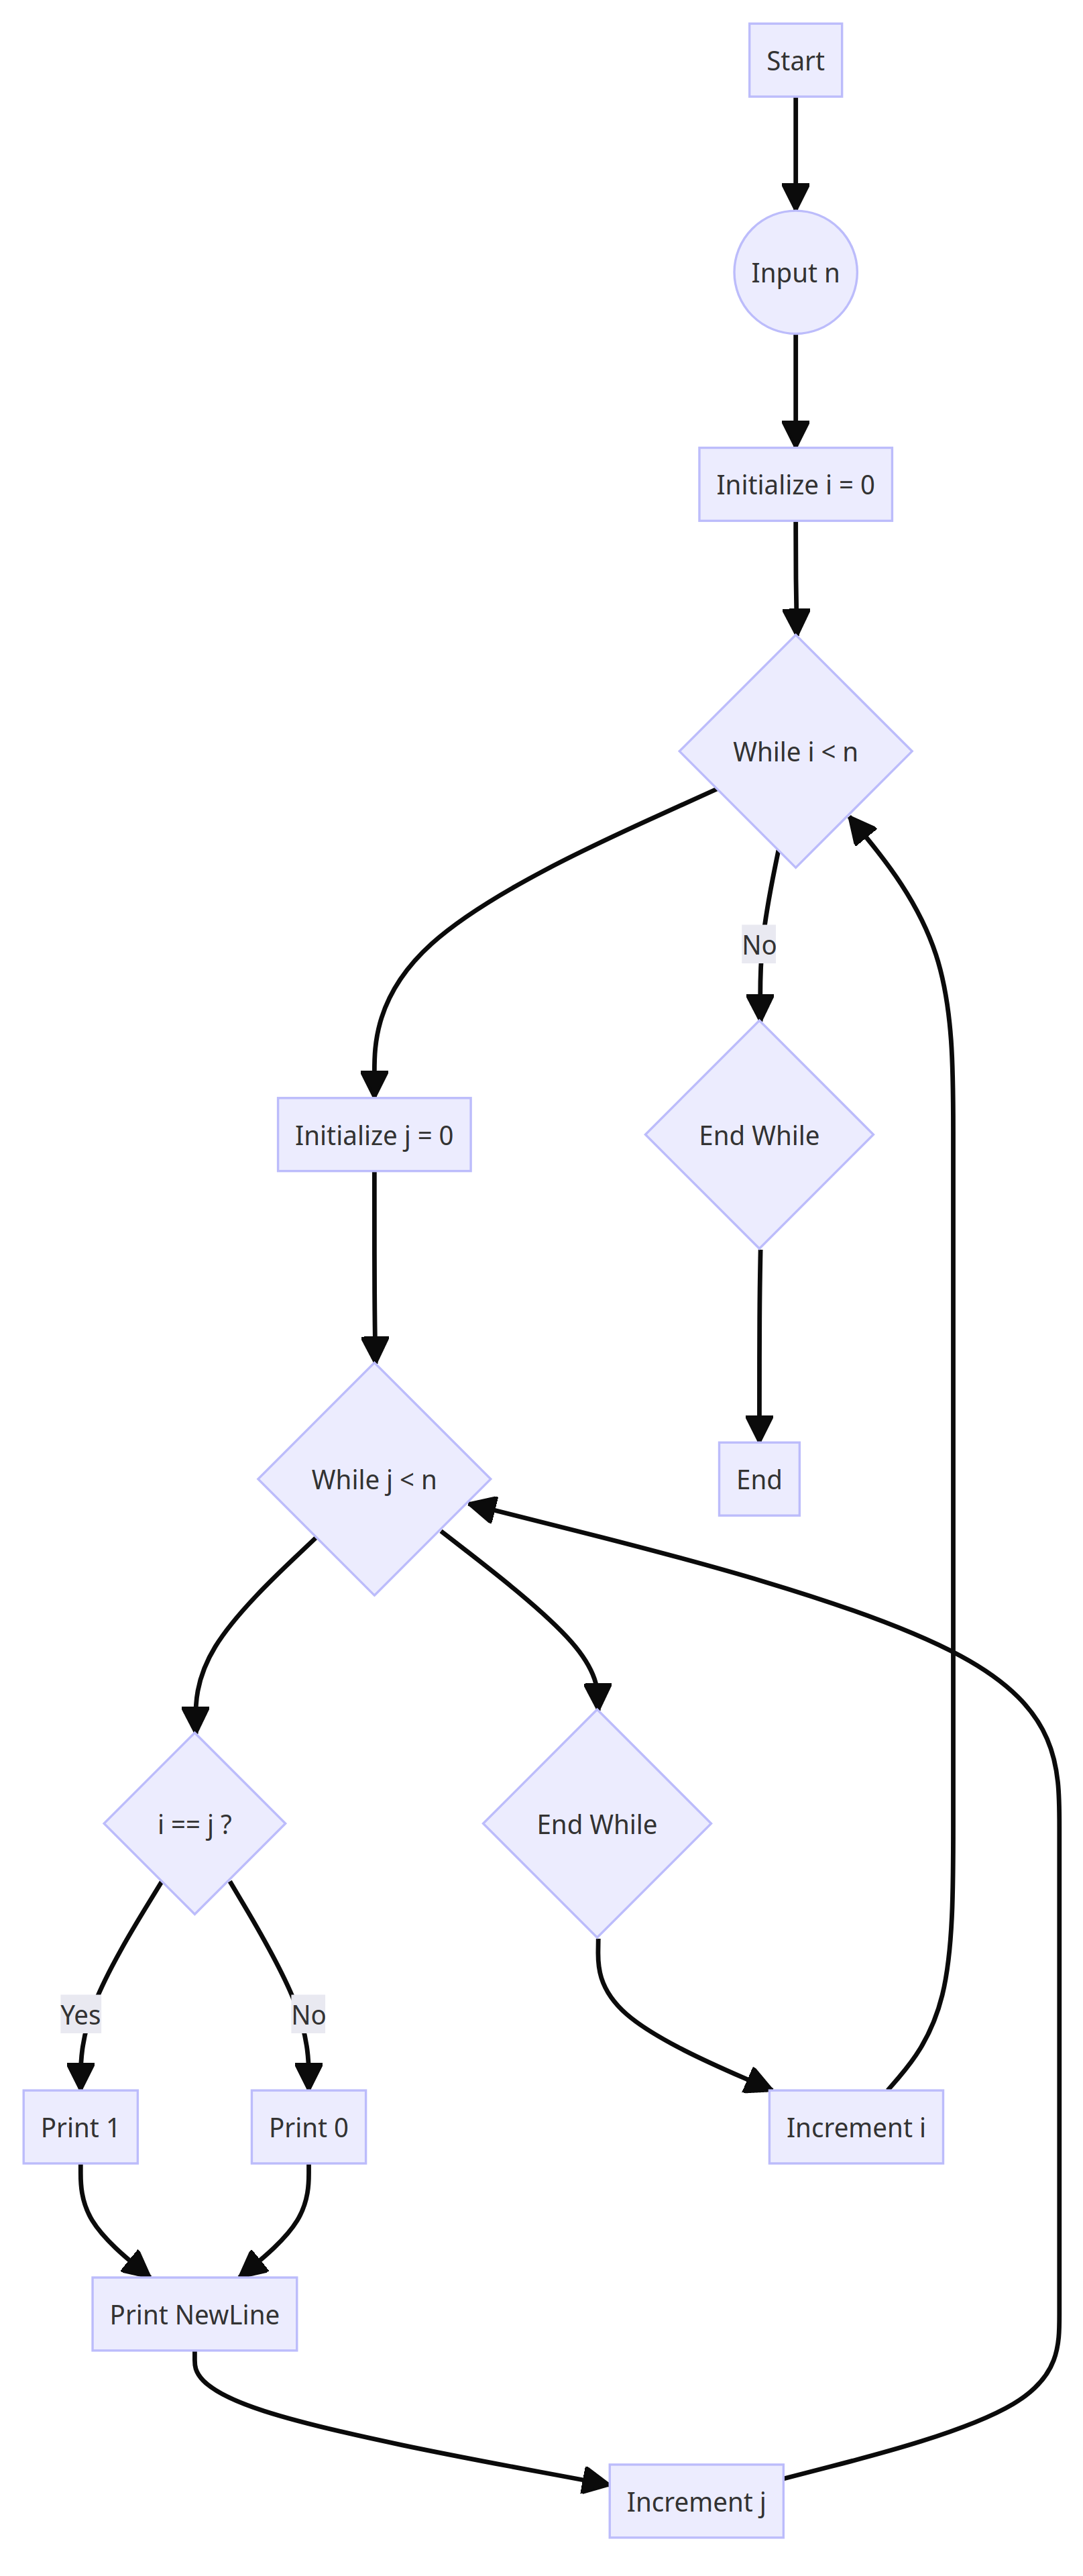 Start
Input n
Initialize i = 0
While i < n
No
Initialize j = 0
End While
While j < n
End
i == j ?
End While
Yes
No
Print 1
Print 0
Increment i
Print NewLine
Increment j